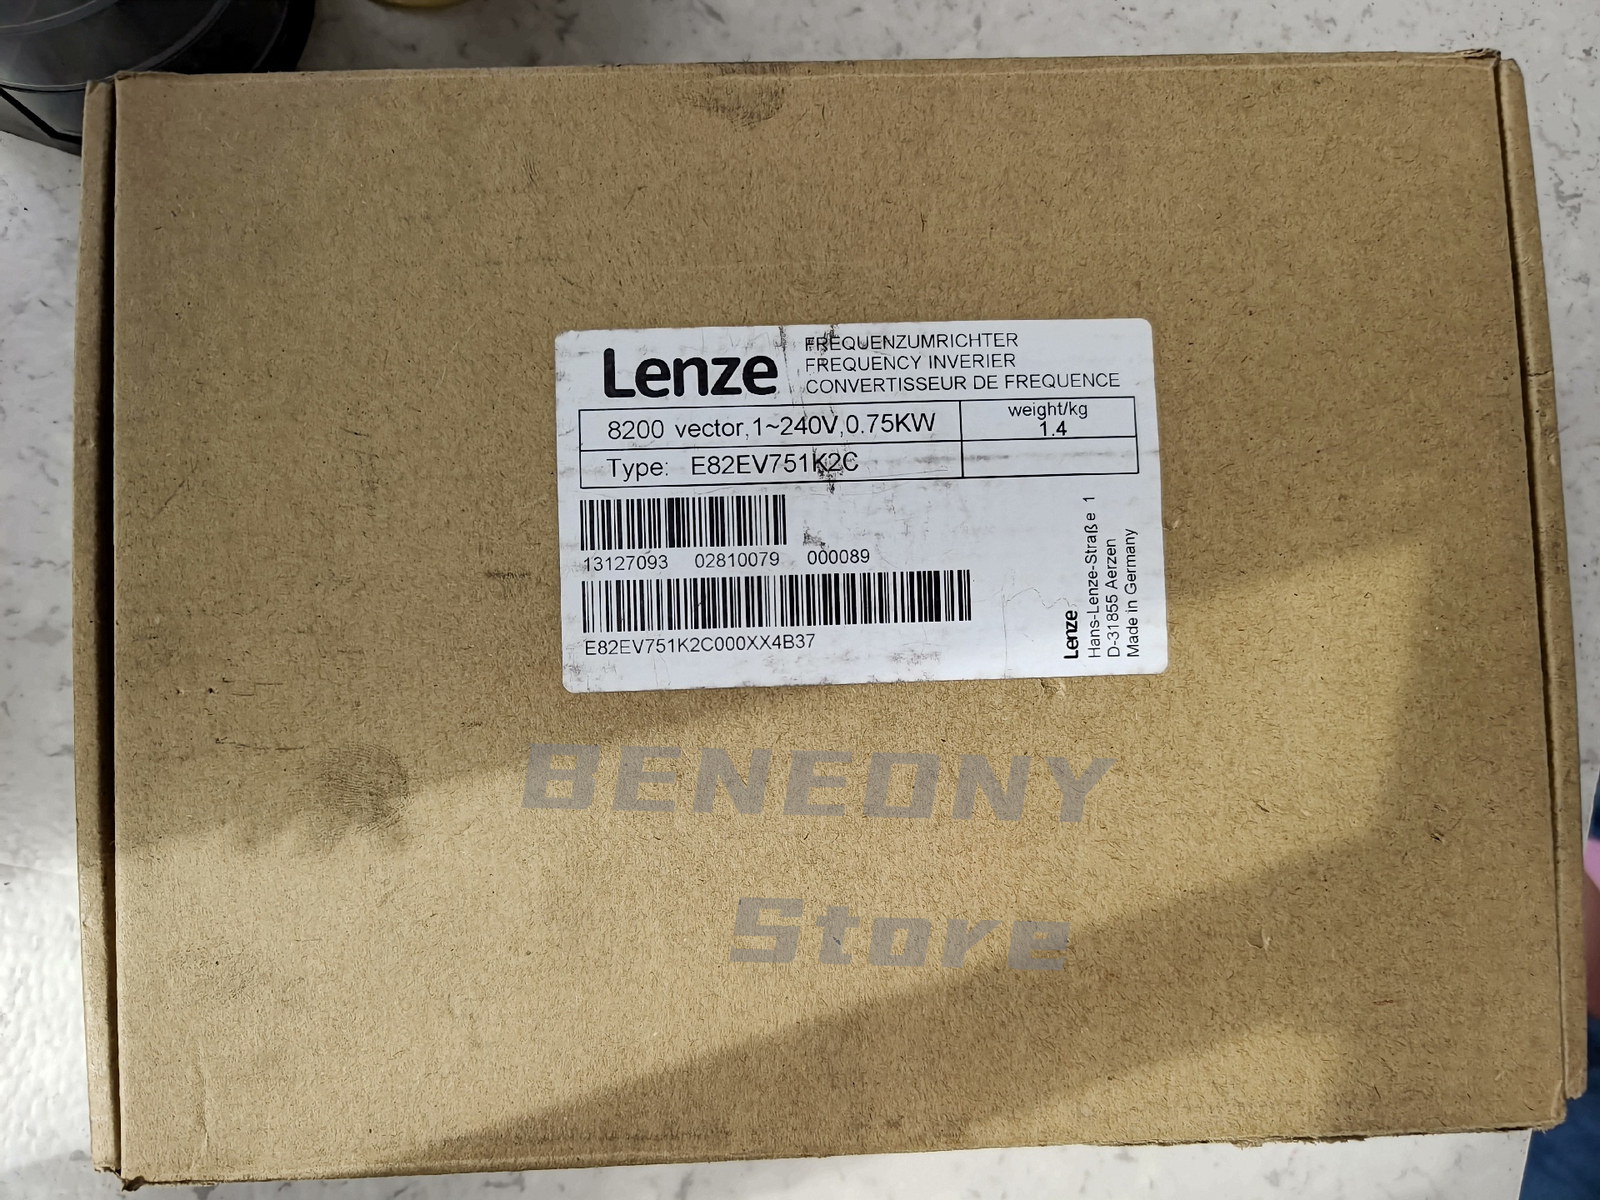 Lenze
FREQUENZUMRICHTER
FREQUENCY INVERIER
CONVERTISSEUR DE FREQUENCE
8200 vector,1~240V,0.75KW
weight/kg
1.4
Type: E82EV751K2C
13127093 02810079 000089
E82EV751K2C000XX4B37
Lenze
Hans-Lenze-Straße 1
D-31855 Aerzen
Made in Germany
BENEONY
Store